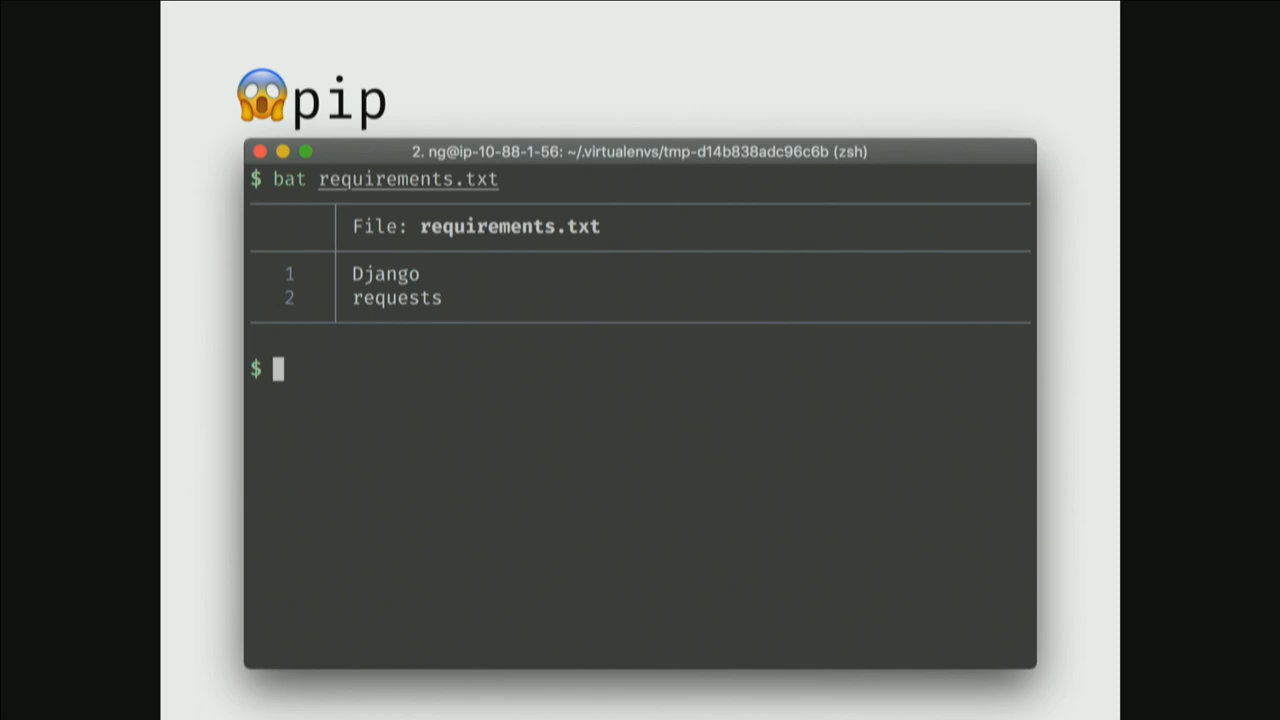 😱pip
2. ng@ip-10-88-1-56: ~/.virtualenvs/tmp-d14b838adc96c6b (zsh)
$ bat requirements.txt
File: requirements.txt
1 Django
2 requests
$